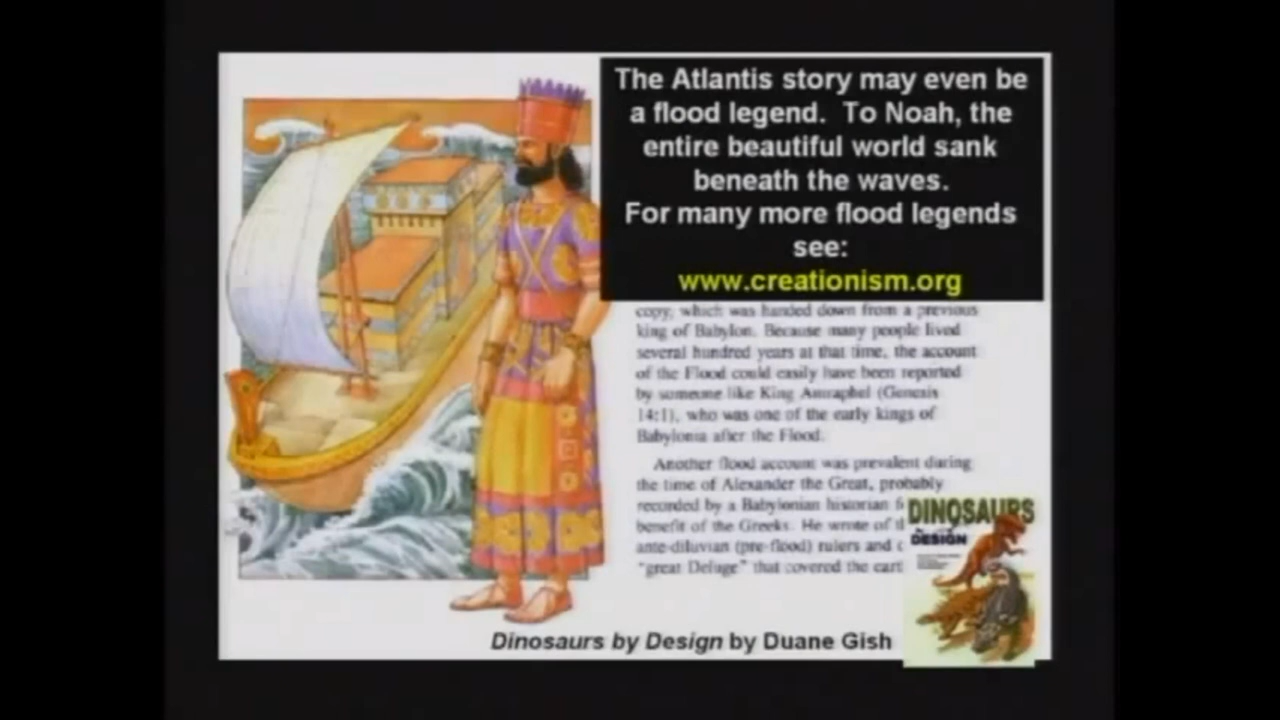 The Atlantis story may even be
a flood legend. To Noah, the
entire beautiful world sank
beneath the waves.
For many more flood legends
see:
www.creationism.org
copy, which was handed down from a previous
king of Babylon. Because many people lived
several hundred years at that time, the account
of the Flood could easily have been reported
by someone like King Amraphel (Genesis
14:1), who was one of the early kings of
Babylonia after the Flood.
Another flood account was prevalent during
the time of Alexander the Great, probably
recorded by a Babylonian historian f
benefit of the Greeks. He wrote of t
ante-diluvian (pre-flood) rulers and
"great Deluge" that covered the eart
DINOSAURS
DESIGN
Dinosaurs by Design by Duane Gish